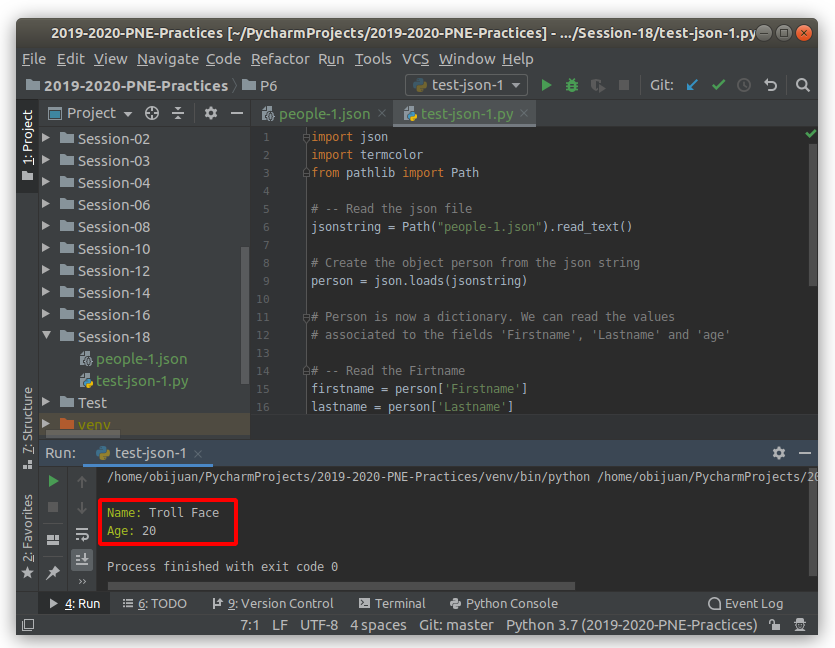 2019-2020-PNE-Practices [~/PycharmProjects/2019-2020-PNE-Practices] - .../Session-18/test-json-1.py
File Edit View Navigate Code Refactor Run Tools VCS Window Help
2019-2020-PNE-Practices P6 test-json-1 Git:
1: Project
Project
people-1.json
test-json-1.py
Session-02
Session-03
Session-04
Session-06
Session-08
Session-10
Session-12
Session-14
Session-16
Session-18
people-1.json
test-json-1.py
Test
venv
1 import json
2 import termcolor
3 from pathlib import Path
4
5 # -- Read the json file
6 jsonstring = Path("people-1.json").read_text()
7
8 # Create the object person from the json string
9 person = json.loads(jsonstring)
10
11 # Person is now a dictionary. We can read the values
12 # associated to the fields 'Firstname', 'Lastname' and 'age'
13
14 # -- Read the Firtname
15 firstname = person['Firstname']
16 lastname = person['Lastname']
7: Structure
2: Favorites
Run: test-json-1
/home/obijuan/PycharmProjects/2019-2020-PNE-Practices/venv/bin/python /home/obijuan/PycharmProjects/20
Name: Troll Face
Age: 20
Process finished with exit code 0
4: Run 6: TODO 9: Version Control Terminal Python Console Event Log
7:1 LF UTF-8 4 spaces Git: master Python 3.7 (2019-2020-PNE-Practices)